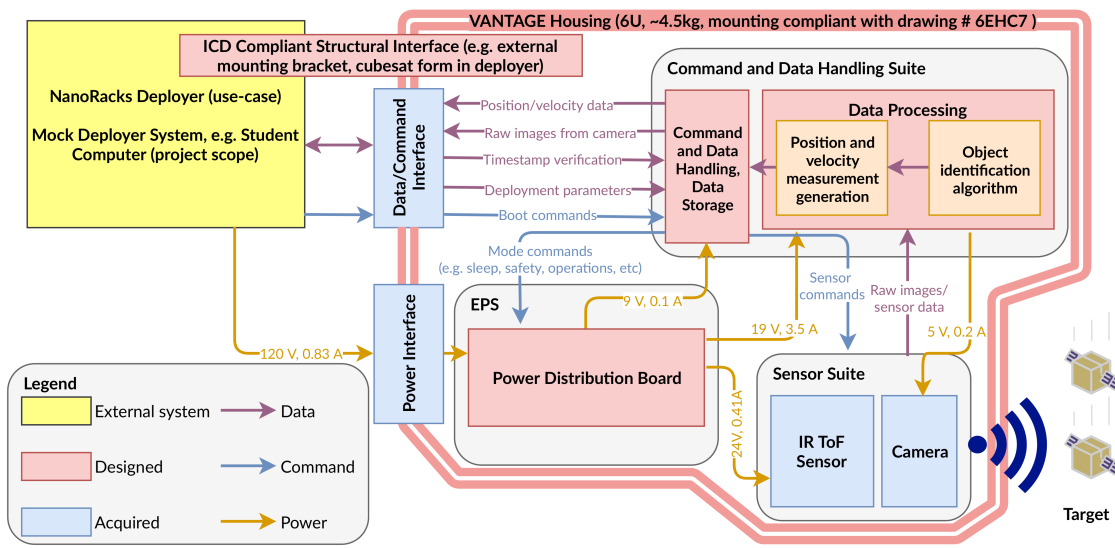 VANTAGE Housing (6U, ~4.5kg, mounting compliant with drawing # 6EHC7 )
ICD Compliant Structural Interface (e.g. external
mounting bracket, cubesat form in deployer)
NanoRacks Deployer (use-case)
Mock Deployer System, e.g. Student
Computer (project scope)
Data/Command
Interface
Position/velocity data
Raw images from camera
Timestamp verification
Deployment parameters
Boot commands
Mode commands
(e.g. sleep, safety, operations, etc)
Command and Data Handling Suite
Command
and Data
Handling,
Data
Storage
Data Processing
Position and
velocity
measurement
generation
Object
identification
algorithm
Sensor
commands
Raw images/
sensor data
120 V, 0.83 A
Power Interface
EPS
9 V, 0.1 A
19 V, 3.5 A
5 V, 0.2 A
24V, 0.41A
Power Distribution Board
Sensor Suite
IR ToF
Sensor
Camera
Target
Legend
External system
Data
Designed
Command
Acquired
Power